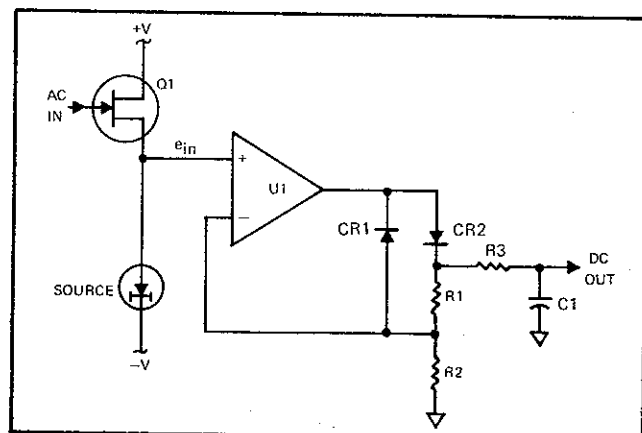 +V
Q1
AC
IN
e_in
+
U1
−
CR1
CR2
R3
DC
OUT
R1
C1
SOURCE
R2
−V